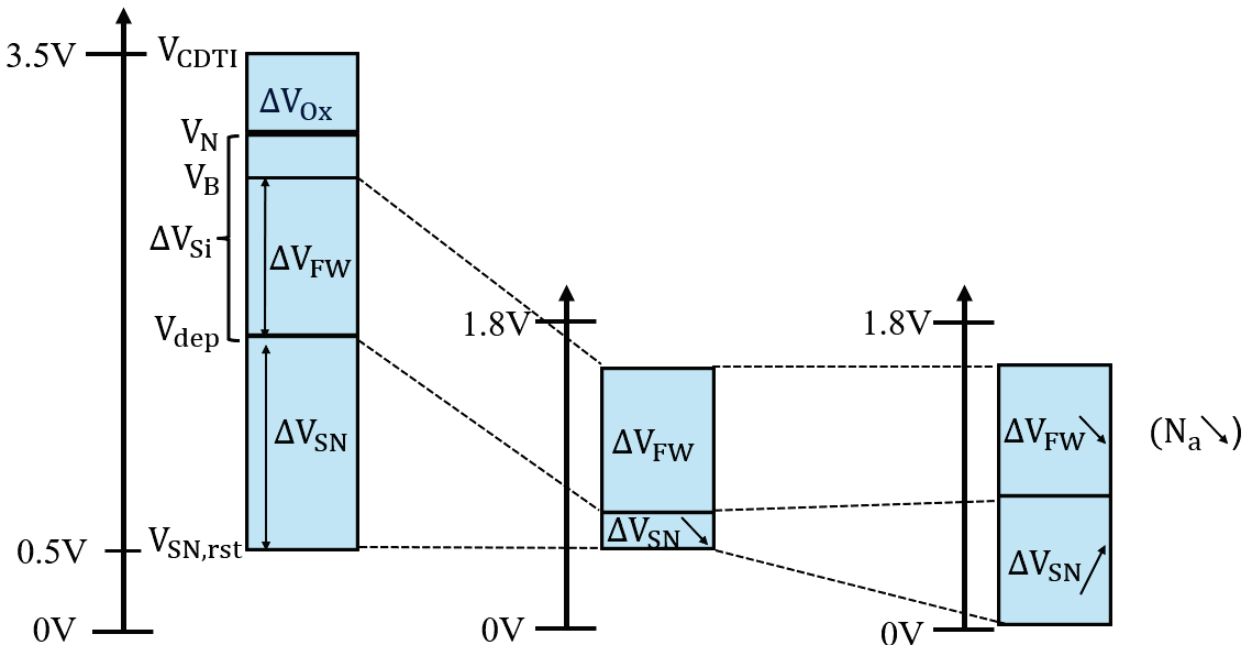 3.5V
V_CDTI
ΔV_Ox
V_N
V_B
ΔV_Si
ΔV_FW
V_dep
ΔV_SN
V_SN,rst
0.5V
0V
1.8V
ΔV_FW
ΔV_SN ↘
0V
1.8V
ΔV_FW ↘
(N_a ↘)
ΔV_SN ↗
0V